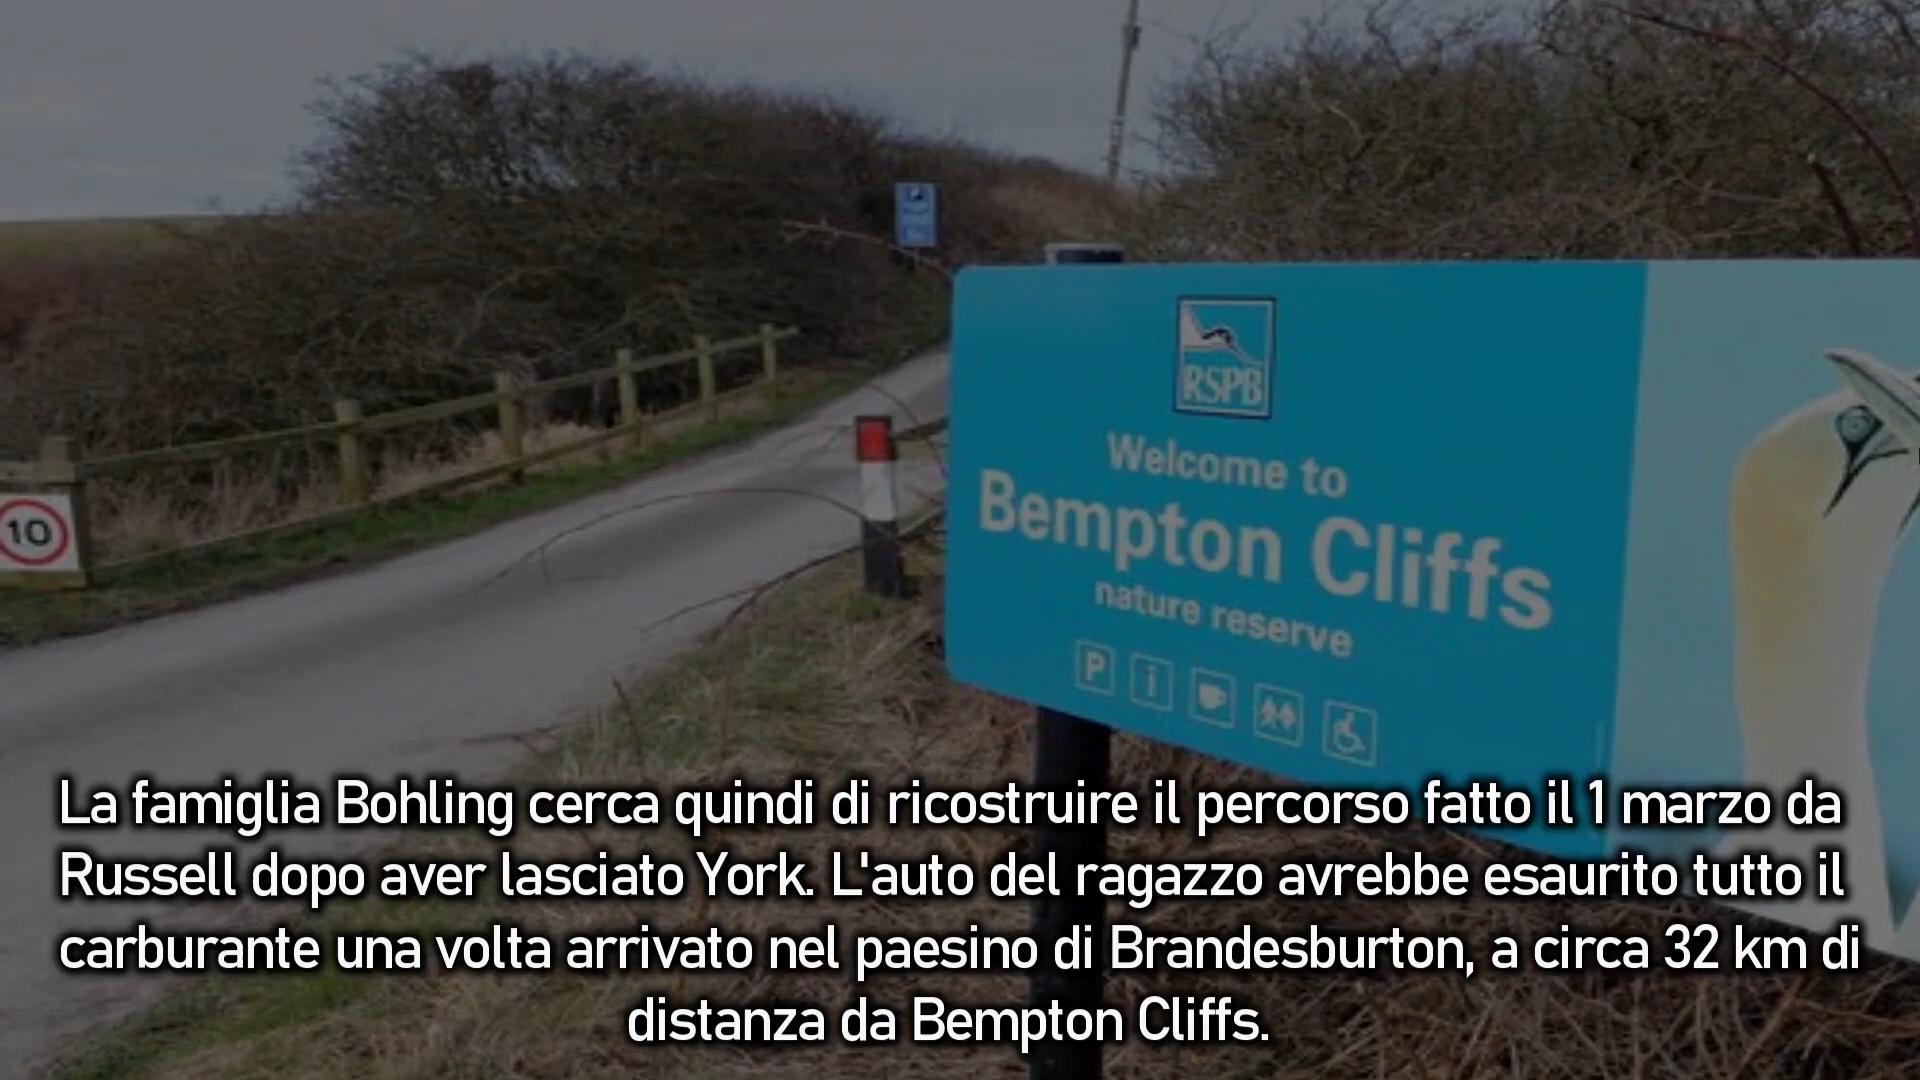 10
RSPB
Welcome to
Bempton Cliffs
nature reserve
P i
La famiglia Bohling cerca quindi di ricostruire il percorso fatto il 1 marzo da
Russell dopo aver lasciato York. L'auto del ragazzo avrebbe esaurito tutto il
carburante una volta arrivato nel paesino di Brandesburton, a circa 32 km di
distanza da Bempton Cliffs.